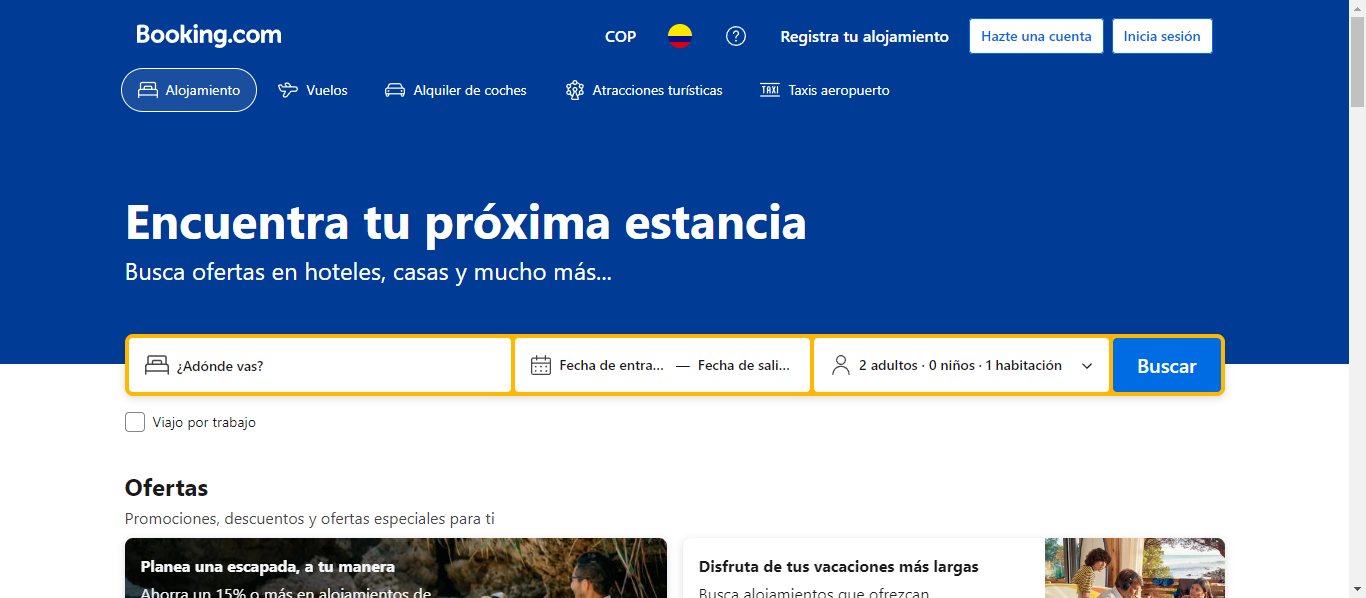 Booking.com
COP
Registra tu alojamiento
Hazte una cuenta
Inicia sesión
Alojamiento
Vuelos
Alquiler de coches
Atracciones turísticas
TAXI
Taxis aeropuerto
Encuentra tu próxima estancia
Busca ofertas en hoteles, casas y mucho más...
¿Adónde vas?
Fecha de entra... — Fecha de sali...
2 adultos · 0 niños · 1 habitación
Buscar
Viajo por trabajo
Ofertas
Promociones, descuentos y ofertas especiales para ti
Planea una escapada, a tu manera
Ahorra un 15% o más en alojamientos de
Disfruta de tus vacaciones más largas
Busca alojamientos que ofrezcan